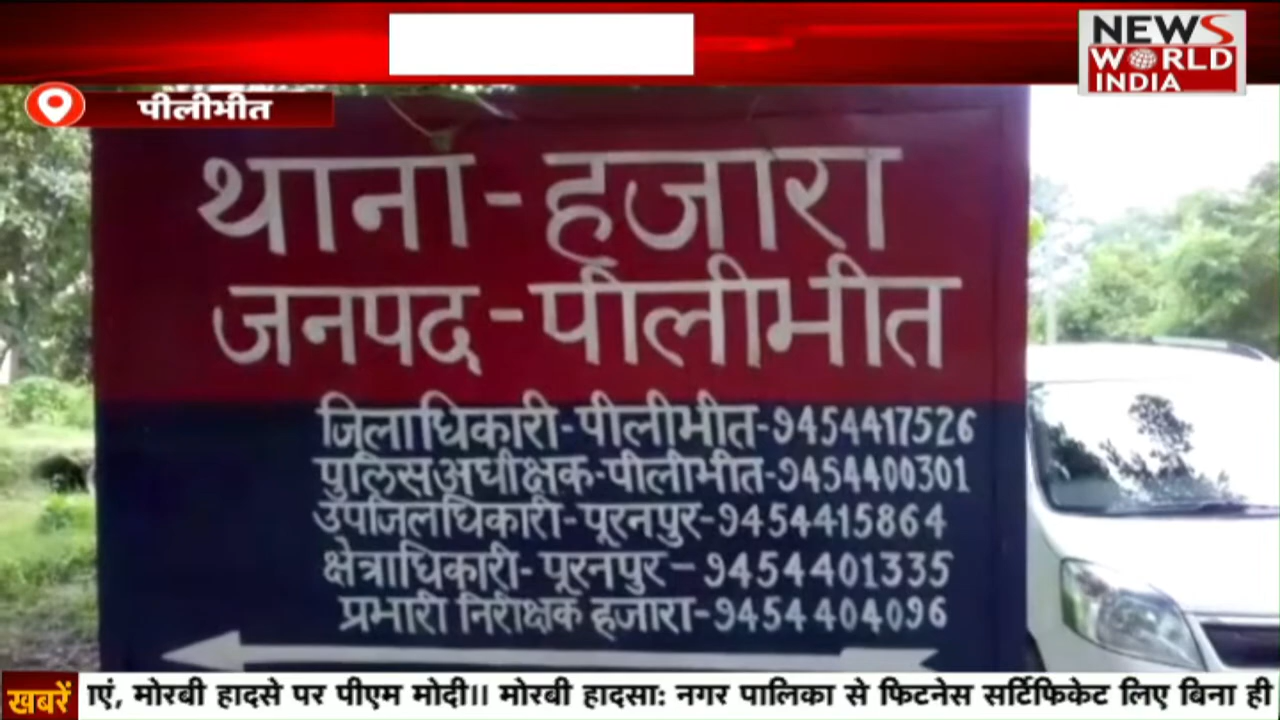 NEWS
WORLD
INDIA
पीलीभीत
थाना-हजारा
जनपद-पीलीभीत
जिलाधिकारी-पीलीभीत-9454417526
पुलिसअधीक्षक-पीलीभीत-9454400301
उपजिलधिकारी-पूरनपुर-9454415864
क्षेत्राधिकारी-पूरनपुर-9454401335
प्रभारी निरीक्षक हजारा-9454404096
खबरें ाएं, मोरबी हादसे पर पीएम मोदी।। मोरबी हादसा: नगर पालिका से फिटनेस सर्टिफिकेट लिए बिना ही